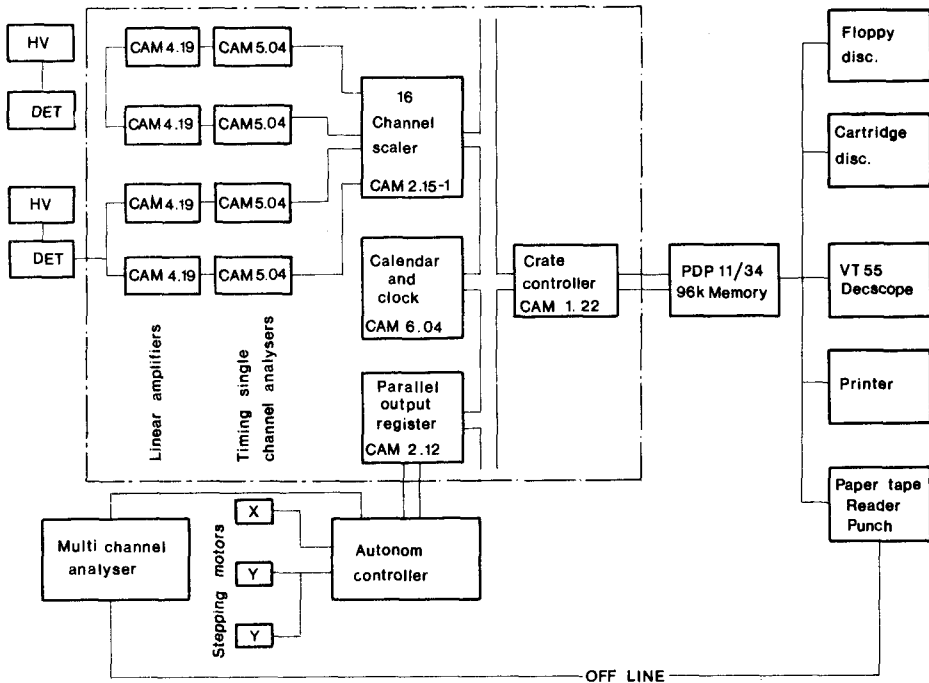 HV
DET
HV
DET
CAM 4.19
CAM 5.04
CAM 4.19
CAM 5.04
CAM 4.19
CAM 5.04
CAM 4.19
CAM 5.04
Linear amplifiers
Timing single
channel analysers
16
Channel
scaler
CAM 2.15-1
Calendar
and
clock
CAM 6.04
Parallel
output
register
CAM 2.12
Crate
controller
CAM 1.22
PDP 11/34
96k Memory
Floppy
disc.
Cartridge
disc.
VT 55
Decscope
Printer
Paper tape
Reader
Punch
Multi channel
analyser
Stepping motors
X
Y
Y
Autonom
controller
OFF LINE